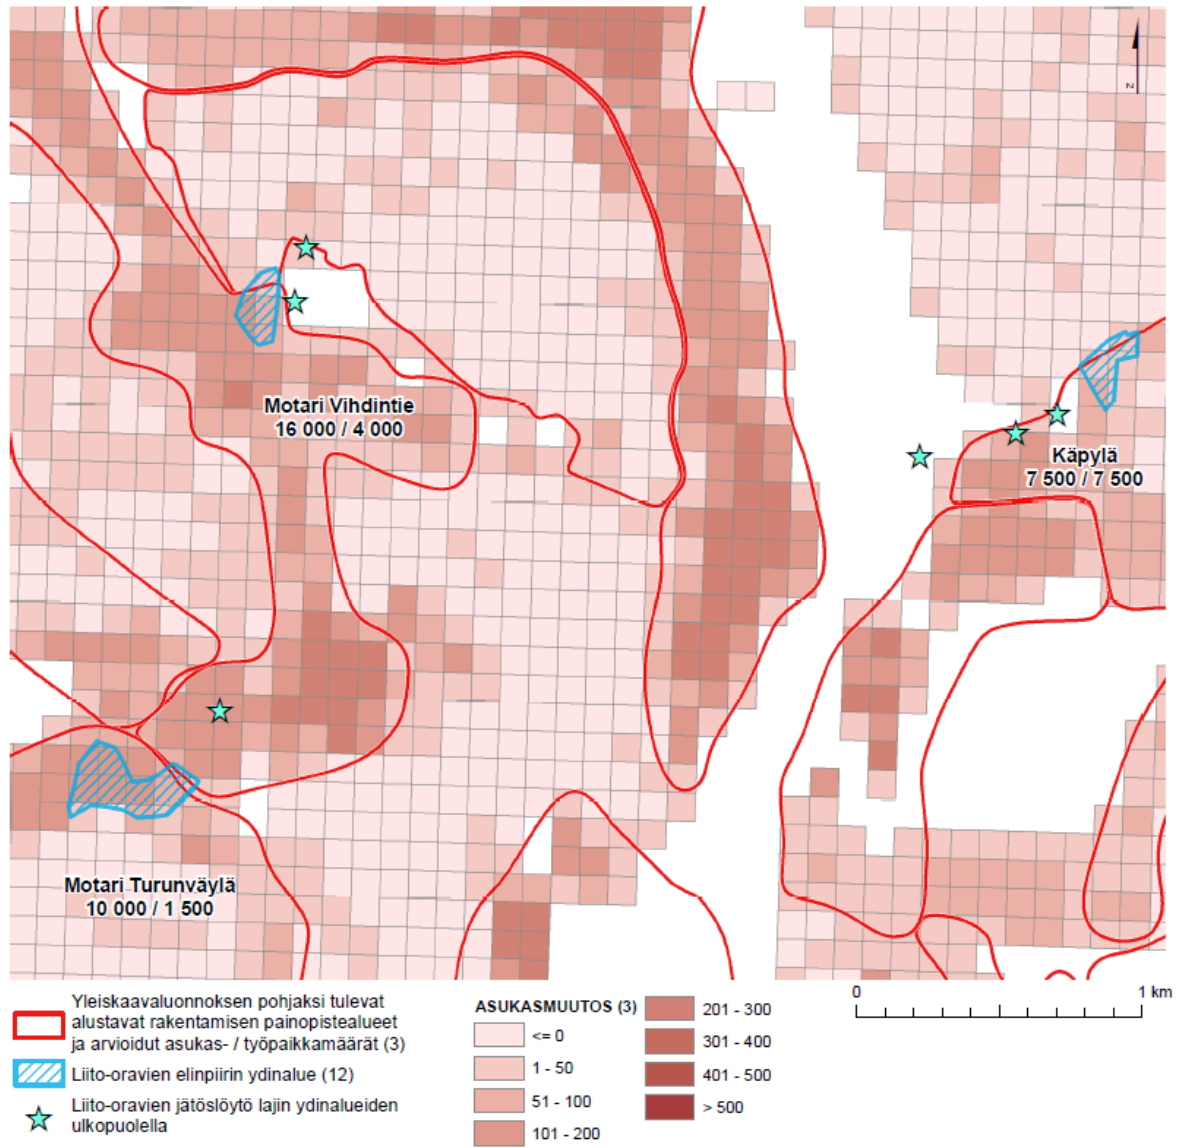 N
Motari Vihdintie
16 000 / 4 000
Käpylä
7 500 / 7 500
Motari Turunväylä
10 000 / 1 500
Yleiskaavaluonnoksen pohjaksi tulevat
alustavat rakentamisen painopistealueet
ja arvioidut asukas- / työpaikkamäärät (3)
Liito-oravien elinpiirin ydinalue (12)
Liito-oravien jätöslöytö lajin ydinalueiden
ulkopuolella
ASUKASMUUTOS (3)
<= 0
1 - 50
51 - 100
101 - 200
201 - 300
301 - 400
401 - 500
> 500
0 1 km